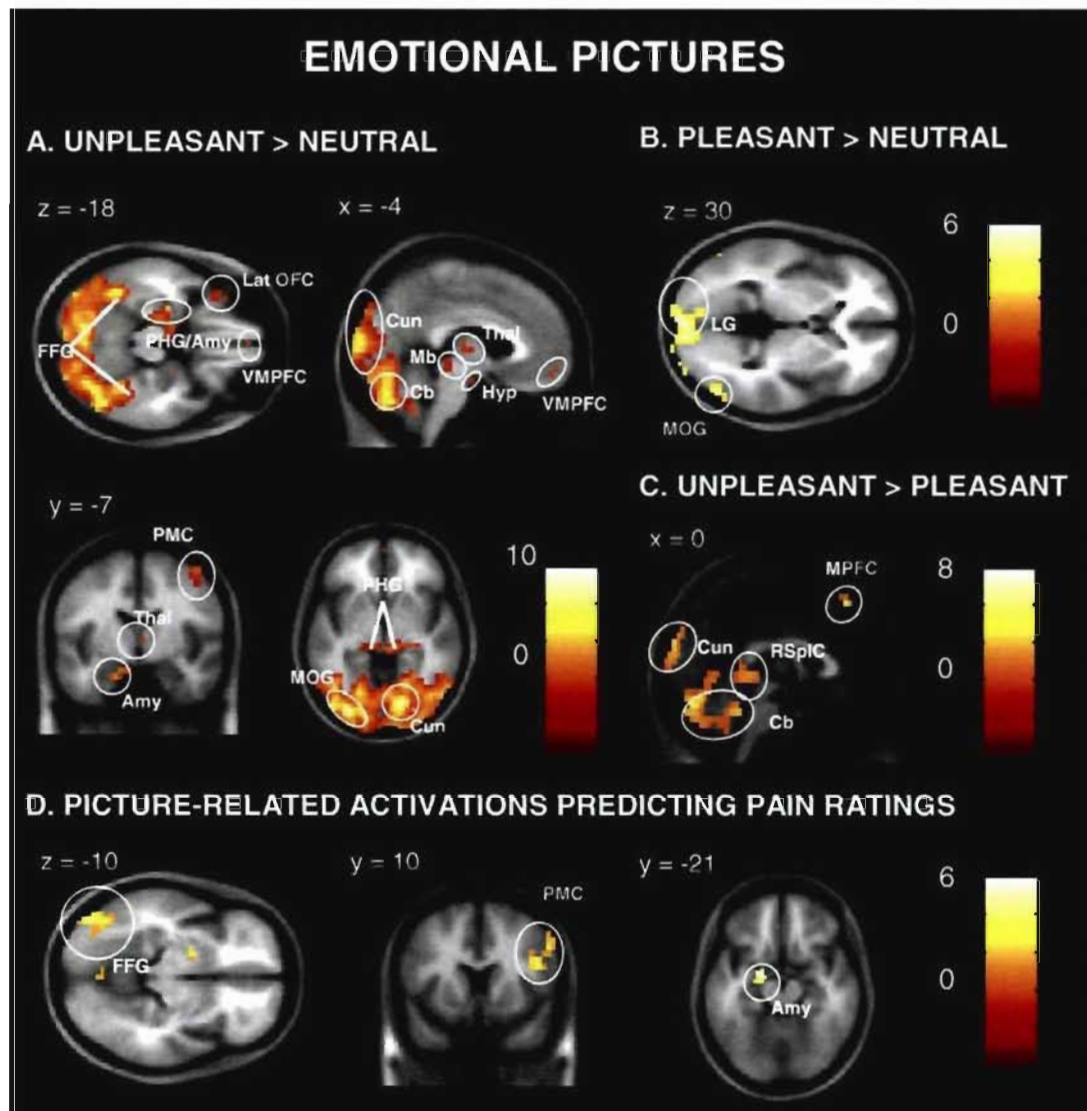 EMOTIONAL PICTURES
A. UNPLEASANT > NEUTRAL
z = -18
Lat OFC
PHG/Amy
FFG
VMPFC
x = -4
Cun
Thal
Mb
Cb
Hyp
VMPFC
y = -7
PMC
Thal
Amy
PHG
MOG
Cun
10
0
B. PLEASANT > NEUTRAL
z = 30
LG
MOG
6
0
C. UNPLEASANT > PLEASANT
x = 0
MPFC
Cun
RSplC
Cb
8
0
D. PICTURE-RELATED ACTIVATIONS PREDICTING PAIN RATINGS
z = -10
FFG
y = 10
PMC
y = -21
Amy
6
0